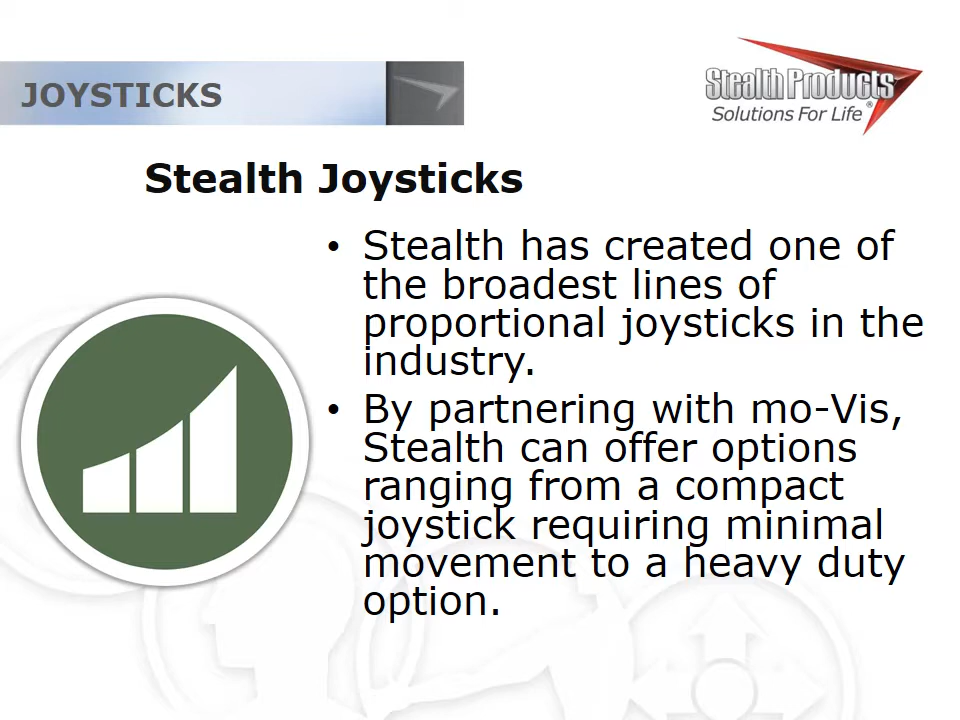 JOYSTICKS
Stealth Products®
Solutions For Life
Stealth Joysticks
• Stealth has created one of
the broadest lines of
proportional joysticks in the
industry.
• By partnering with mo-Vis,
Stealth can offer options
ranging from a compact
joystick requiring minimal
movement to a heavy duty
option.